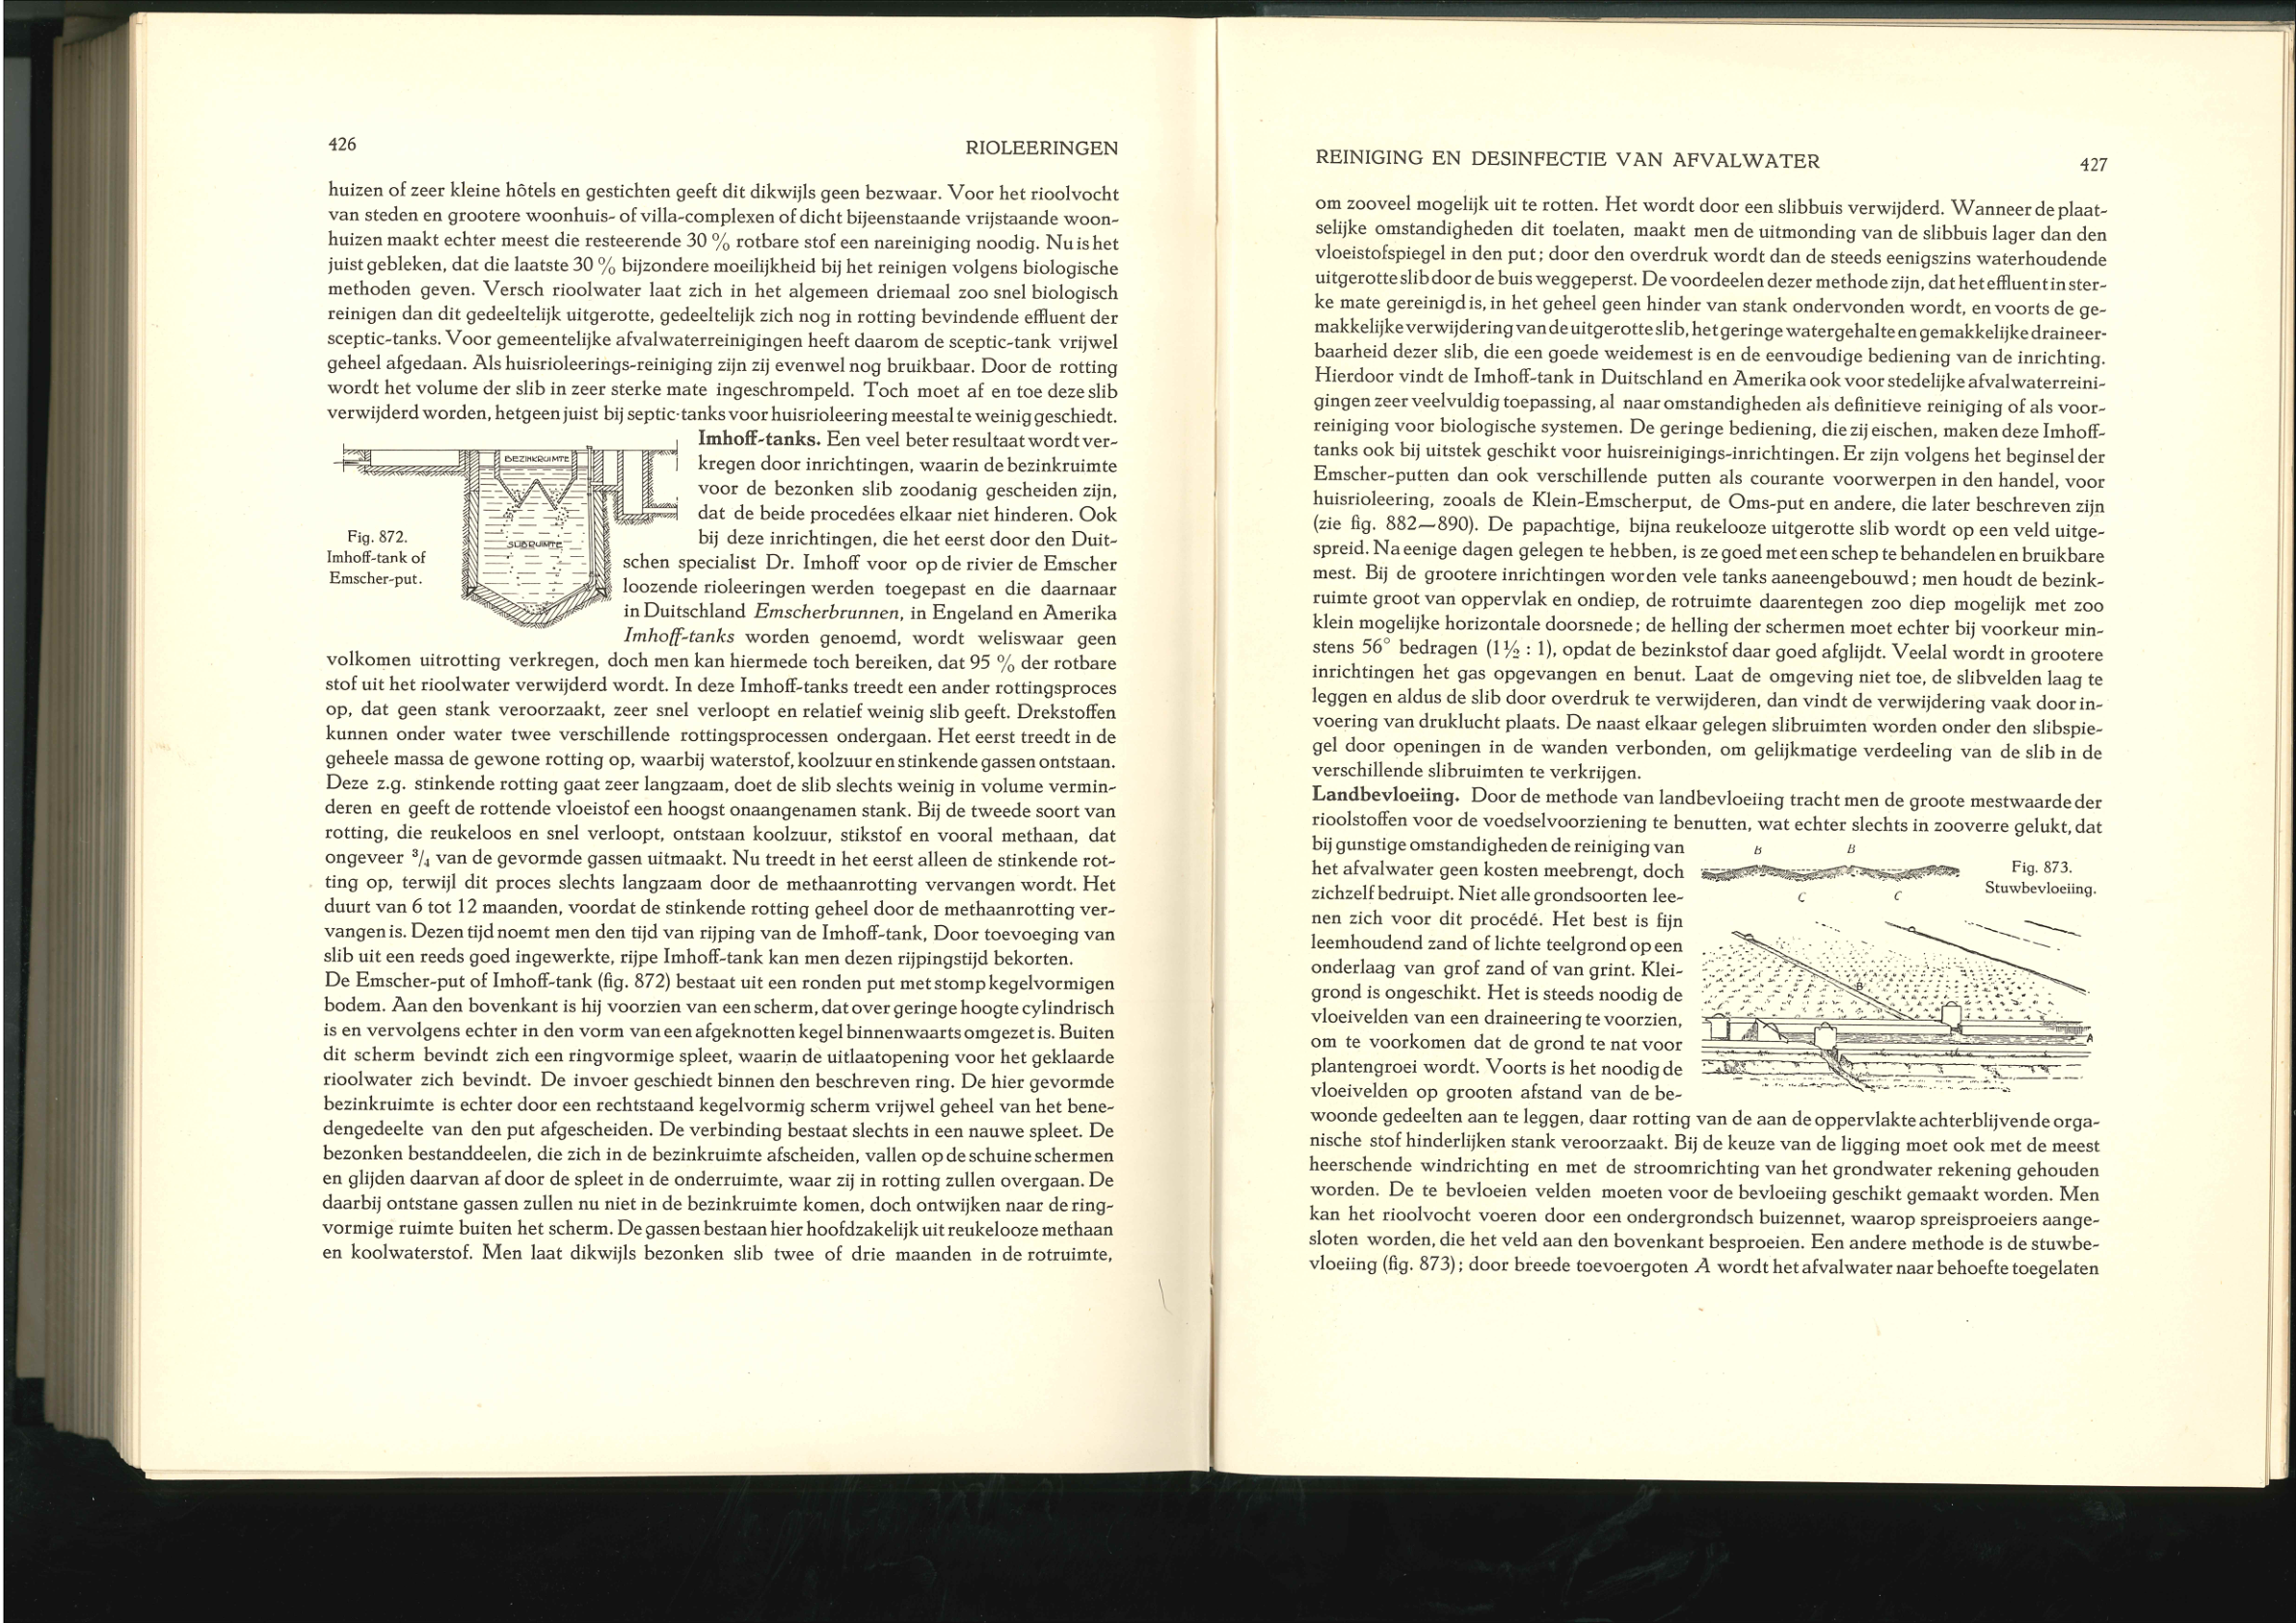 426
RIOLEERINGEN
huizen of zeer kleine hôtels en gestichten geeft dit dikwijls geen bezwaar. Voor het rioolvocht
van steden en grootere woonhuis- of villa-complexen of dicht bijeenstaande vrijstaande woon-
huizen maakt echter meest die resteerende 30 % rotbare stof een nareiniging noodig. Nu is het
juist gebleken, dat die laatste 30 % bijzondere moeilijkheid bij het reinigen volgens biologische
methoden geven. Versch rioolwater laat zich in het algemeen driemaal zoo snel biologisch
reinigen dan dit gedeeltelijk uitgerotte, gedeeltelijk zich nog in rotting bevindende effluent der
sceptic-tanks. Voor gemeentelijke afvalwaterreinigingen heeft daarom de sceptic-tank vrijwel
geheel afgedaan. Als huisrioleerings-reiniging zijn zij evenwel nog bruikbaar. Door de rotting
wordt het volume der slib in zeer sterke mate ingeschrompeld. Toch moet af en toe deze slib
verwijderd worden, hetgeen juist bij septic-tanks voor huisrioleering meestal te weinig geschiedt.
Imhoff-tanks. Een veel beter resultaat wordt ver-
kregen door inrichtingen, waarin de bezinkruimte
voor de bezonken slib zoodanig gescheiden zijn,
dat de beide procedées elkaar niet hinderen. Ook
bij deze inrichtingen, die het eerst door den Duit-
schen specialist Dr. Imhoff voor op de rivier de Emscher
loozende rioleeringen werden toegepast en die daarnaar
in Duitschland Emscherbrunnen, in Engeland en Amerika
Imhoff-tanks worden genoemd, wordt weliswaar geen
BEZINKRUIMTE
SLIBRUIMTE
Fig. 872.
Imhoff-tank of
Emscher-put.
volkomen uitrotting verkregen, doch men kan hiermede toch bereiken, dat 95 % der rotbare
stof uit het rioolwater verwijderd wordt. In deze Imhoff-tanks treedt een ander rottingsproces
op, dat geen stank veroorzaakt, zeer snel verloopt en relatief weinig slib geeft. Drekstoffen
kunnen onder water twee verschillende rottingsprocessen ondergaan. Het eerst treedt in de
geheele massa de gewone rotting op, waarbij waterstof, koolzuur en stinkende gassen ontstaan.
Deze z.g. stinkende rotting gaat zeer langzaam, doet de slib slechts weinig in volume vermin-
deren en geeft de rottende vloeistof een hoogst onaangenamen stank. Bij de tweede soort van
rotting, die reukeloos en snel verloopt, ontstaan koolzuur, stikstof en vooral methaan, dat
ongeveer ³/₄ van de gevormde gassen uitmaakt. Nu treedt in het eerst alleen de stinkende rot-
ting op, terwijl dit proces slechts langzaam door de methaanrotting vervangen wordt. Het
duurt van 6 tot 12 maanden, voordat de stinkende rotting geheel door de methaanrotting ver-
vangen is. Dezen tijd noemt men den tijd van rijping van de Imhoff-tank, Door toevoeging van
slib uit een reeds goed ingewerkte, rijpe Imhoff-tank kan men dezen rijpingstijd bekorten.
De Emscher-put of Imhoff-tank (fig. 872) bestaat uit een ronden put met stomp kegelvormigen
bodem. Aan den bovenkant is hij voorzien van een scherm, dat over geringe hoogte cylindrisch
is en vervolgens echter in den vorm van een afgeknotten kegel binnenwaarts omgezet is. Buiten
dit scherm bevindt zich een ringvormige spleet, waarin de uitlaatopening voor het geklaarde
rioolwater zich bevindt. De invoer geschiedt binnen den beschreven ring. De hier gevormde
bezinkruimte is echter door een rechtstaand kegelvormig scherm vrijwel geheel van het bene-
dengedeelte van den put afgescheiden. De verbinding bestaat slechts in een nauwe spleet. De
bezonken bestanddeelen, die zich in de bezinkruimte afscheiden, vallen op de schuine schermen
en glijden daarvan af door de spleet in de onderruimte, waar zij in rotting zullen overgaan. De
daarbij ontstane gassen zullen nu niet in de bezinkruimte komen, doch ontwijken naar de ring-
vormige ruimte buiten het scherm. De gassen bestaan hier hoofdzakelijk uit reukelooze methaan
en koolwaterstof. Men laat dikwijls bezonken slib twee of drie maanden in de rotruimte,
REINIGING EN DESINFECTIE VAN AFVALWATER
427
om zooveel mogelijk uit te rotten. Het wordt door een slibbuis verwijderd. Wanneer de plaat-
selijke omstandigheden dit toelaten, maakt men de uitmonding van de slibbuis lager dan den
vloeistofspiegel in den put; door den overdruk wordt dan de steeds eenigszins waterhoudende
uitgerotte slib door de buis weggeperst. De voordeelen dezer methode zijn, dat het effluent in ster-
ke mate gereinigd is, in het geheel geen hinder van stank ondervonden wordt, en voorts de ge-
makkelijke verwijdering van de uitgerotte slib, het geringe watergehalte en gemakkelijke draineer-
baarheid dezer slib, die een goede weidemest is en de eenvoudige bediening van de inrichting.
Hierdoor vindt de Imhoff-tank in Duitschland en Amerika ook voor stedelijke afvalwaterreini-
gingen zeer veelvuldig toepassing, al naar omstandigheden als definitieve reiniging of als voor-
reiniging voor biologische systemen. De geringe bediening, die zij eischen, maken deze Imhoff-
tanks ook bij uitstek geschikt voor huisreinigings-inrichtingen. Er zijn volgens het beginsel der
Emscher-putten dan ook verschillende putten als courante voorwerpen in den handel, voor
huisrioleering, zooals de Klein-Emscherput, de Oms-put en andere, die later beschreven zijn
(zie fig. 882—890). De papachtige, bijna reukelooze uitgerotte slib wordt op een veld uitge-
spreid. Na eenige dagen gelegen te hebben, is ze goed met een schep te behandelen en bruikbare
mest. Bij de grootere inrichtingen worden vele tanks aaneengebouwd; men houdt de bezink-
ruimte groot van oppervlak en ondiep, de rotruimte daarentegen zoo diep mogelijk met zoo
klein mogelijke horizontale doorsnede; de helling der schermen moet echter bij voorkeur min-
stens 56° bedragen (1½ : 1), opdat de bezinkstof daar goed afglijdt. Veelal wordt in grootere
inrichtingen het gas opgevangen en benut. Laat de omgeving niet toe, de slibvelden laag te
leggen en aldus de slib door overdruk te verwijderen, dan vindt de verwijdering vaak door in-
voering van druklucht plaats. De naast elkaar gelegen slibruimten worden onder den slibspie-
gel door openingen in de wanden verbonden, om gelijkmatige verdeeling van de slib in de
verschillende slibruimten te verkrijgen.
Landbevloeiing. Door de methode van landbevloeiing tracht men de groote mestwaarde der
rioolstoffen voor de voedselvoorziening te benutten, wat echter slechts in zooverre gelukt, dat
bij gunstige omstandigheden de reiniging van
het afvalwater geen kosten meebrengt, doch
zichzelf bedruipt. Niet alle grondsoorten lee-
nen zich voor dit procédé. Het best is fijn
leemhoudend zand of lichte teelgrond op een
onderlaag van grof zand of van grint. Klei-
grond is ongeschikt. Het is steeds noodig de
vloeivelden van een draineering te voorzien,
om te voorkomen dat de grond te nat voor
plantengroei wordt. Voorts is het noodig de
vloeivelden op grooten afstand van de be-
B B
C C
Fig. 873.
Stuwbevloeiing.
B
A
woonde gedeelten aan te leggen, daar rotting van de aan de oppervlakte achterblijvende orga-
nische stof hinderlijken stank veroorzaakt. Bij de keuze van de ligging moet ook met de meest
heerschende windrichting en met de stroomrichting van het grondwater rekening gehouden
worden. De te bevloeien velden moeten voor de bevloeiing geschikt gemaakt worden. Men
kan het rioolvocht voeren door een ondergrondsch buizennet, waarop spreisproeiers aange-
sloten worden, die het veld aan den bovenkant besproeien. Een andere methode is de stuwbe-
vloeiing (fig. 873); door breede toevoergoten A wordt het afvalwater naar behoefte toegelaten